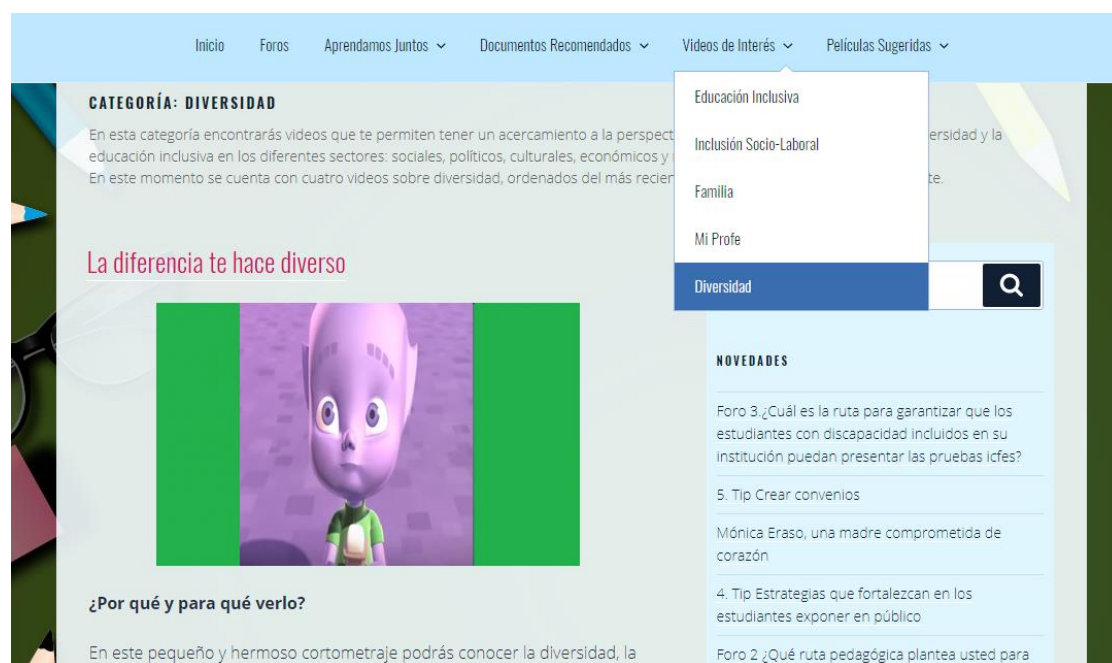 Inicio Foros Aprendamos Juntos Documentos Recomendados Videos de Interés Películas Sugeridas
Educación Inclusiva
Inclusión Socio-Laboral
Familia
Mi Profe
Diversidad
CATEGORÍA: DIVERSIDAD
En esta categoría encontrarás videos que te permiten tener un acercamiento a la ersidad y la
educación inclusiva en los diferentes sectores: sociales, políticos, culturales, económicos y
En este momento se cuenta con cuatro videos sobre diversidad, ordenados del más te.
La diferencia te hace diverso
¿Por qué y para qué verlo?
En este pequeño y hermoso cortometraje podrás conocer la diversidad, la
NOVEDADES
Foro 3.¿Cuál es la ruta para garantizar que los
estudiantes con discapacidad incluidos en su
institución puedan presentar las pruebas icfes?
5. Tip Crear convenios
Mónica Eraso, una madre comprometida de
corazón
4. Tip Estrategias que fortalezcan en los
estudiantes exponer en público
Foro 2 ¿Qué ruta pedagógica plantea usted para